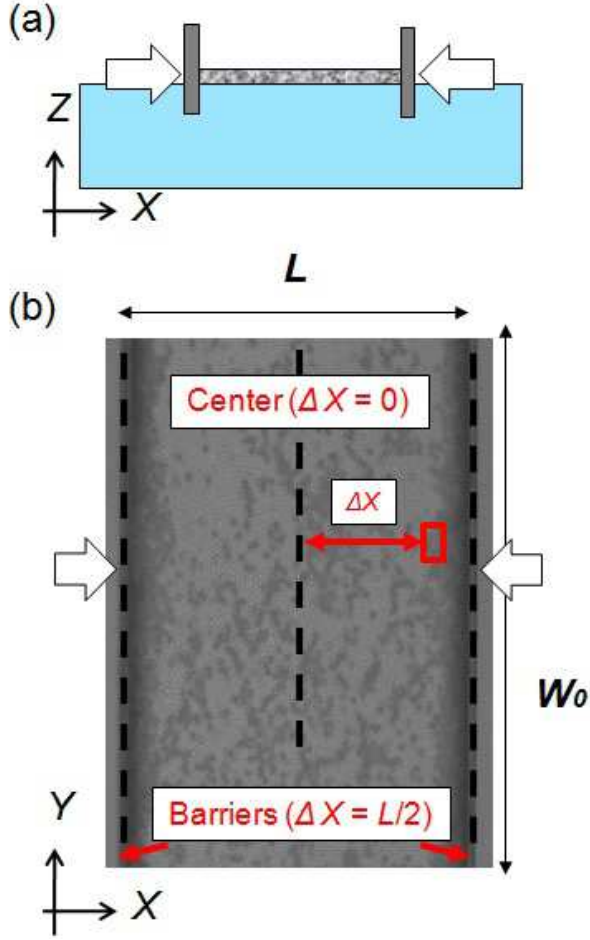 (a)
Z
X
L
(b)
Center (ΔX = 0)
ΔX
W₀
Y
Barriers (ΔX = L/2)
X